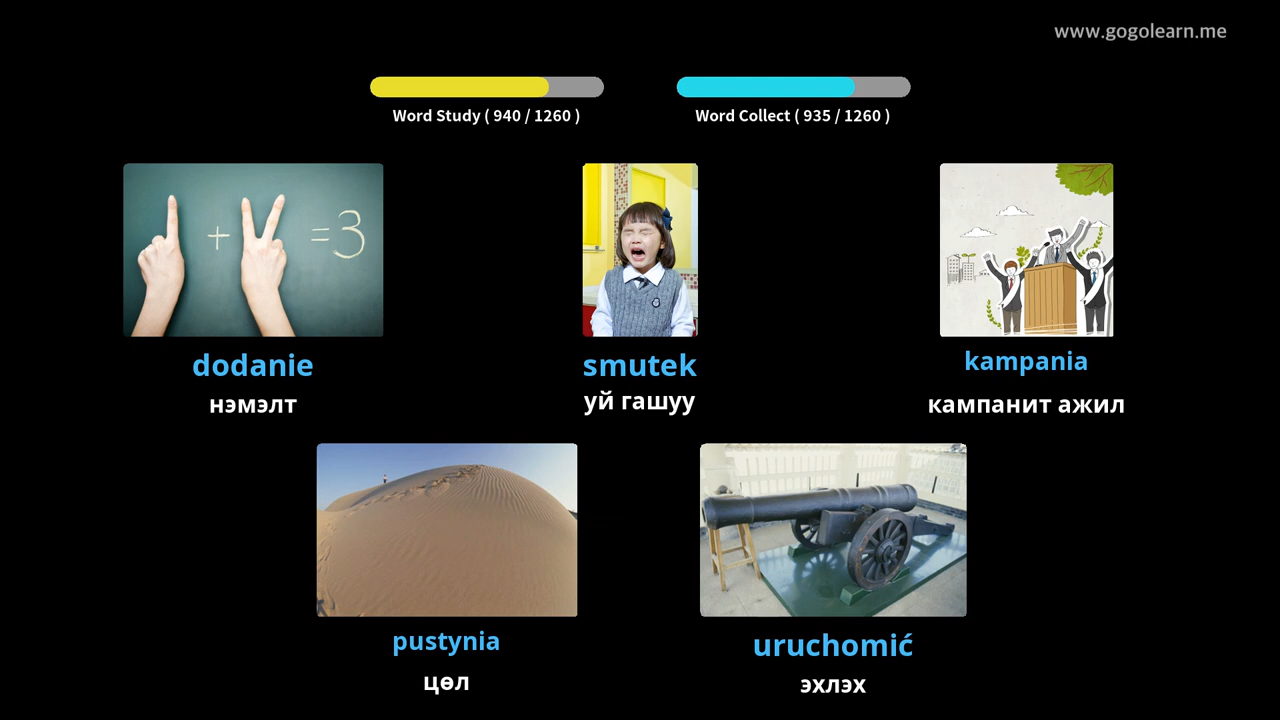 www.gogolearn.me
Word Study ( 940 / 1260 )
Word Collect ( 935 / 1260 )
+ = 3
dodanie
нэмэлт
smutek
уй гашуу
kampania
кампанит ажил
pustynia
цөл
uruchomić
эхлэх